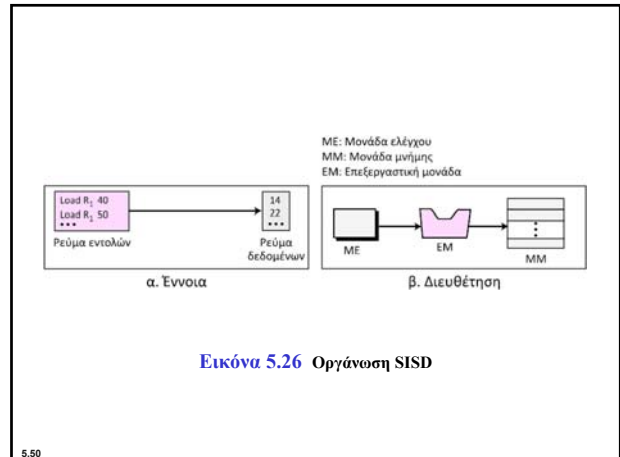 ΜΕ: Μονάδα ελέγχου
ΜΜ: Μονάδα μνήμης
ΕΜ: Επεξεργαστική μονάδα
Load R₁ 40
Load R₁ 50
•••
Ρεύμα εντολών
14
22
•••
Ρεύμα
δεδομένων
α. Έννοια
ΜΕ
ΕΜ
ΜΜ
β. Διευθέτηση
Εικόνα 5.26 Οργάνωση SISD
5.50